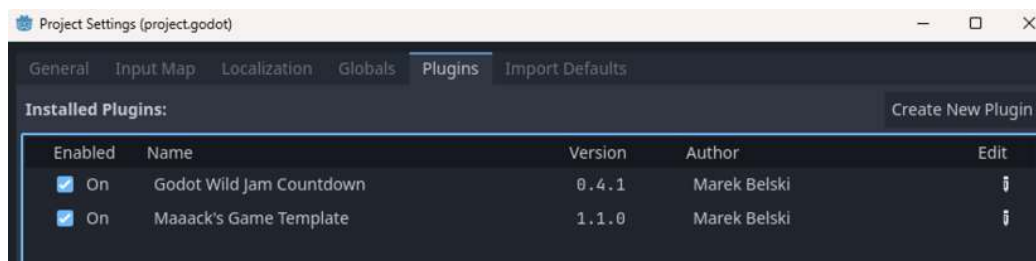 Project Settings (project.godot)
General Input Map Localization Globals Plugins Import Defaults
Installed Plugins: Create New Plugin
Enabled Name Version Author Edit
On Godot Wild Jam Countdown 0.4.1 Marek Belski
On Maaack's Game Template 1.1.0 Marek Belski